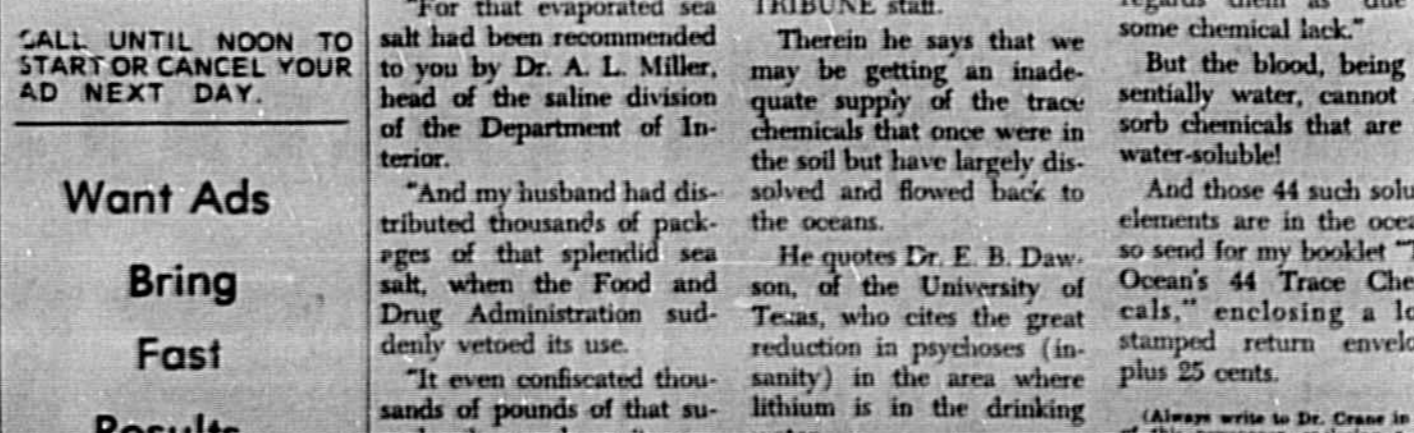 CALL UNTIL NOON TO
START OR CANCEL YOUR
AD NEXT DAY.
Want Ads
Bring
Fast
Results
"For that evaporated sea
salt had been recommended
to you by Dr. A. L. Miller,
head of the saline division
of the Department of In-
terior.
"And my husband had dis-
tributed thousands of pack-
ages of that splendid sea
salt, when the Food and
Drug Administration sud-
denly vetoed its use.
"It even confiscated thou-
sands of pounds of that su-
TRIBUNE staff.
Therein he says that we
may be getting an inade-
quate supply of the trace
chemicals that once were in
the soil but have largely dis-
solved and flowed back to
the oceans.
He quotes Dr. E. B. Daw-
son, of the University of
Texas, who cites the great
reduction in psychoses (in-
sanity) in the area where
lithium is in the drinking
regards them as due
some chemical lack."
But the blood, being
sentially water, cannot
sorb chemicals that are
water-soluble!
And those 44 such solu
elements are in the ocea
so send for my booklet "T
Ocean's 44 Trace Che
cals," enclosing a lo
stamped return envelo
plus 25 cents.
(Always write to Dr. Crane in